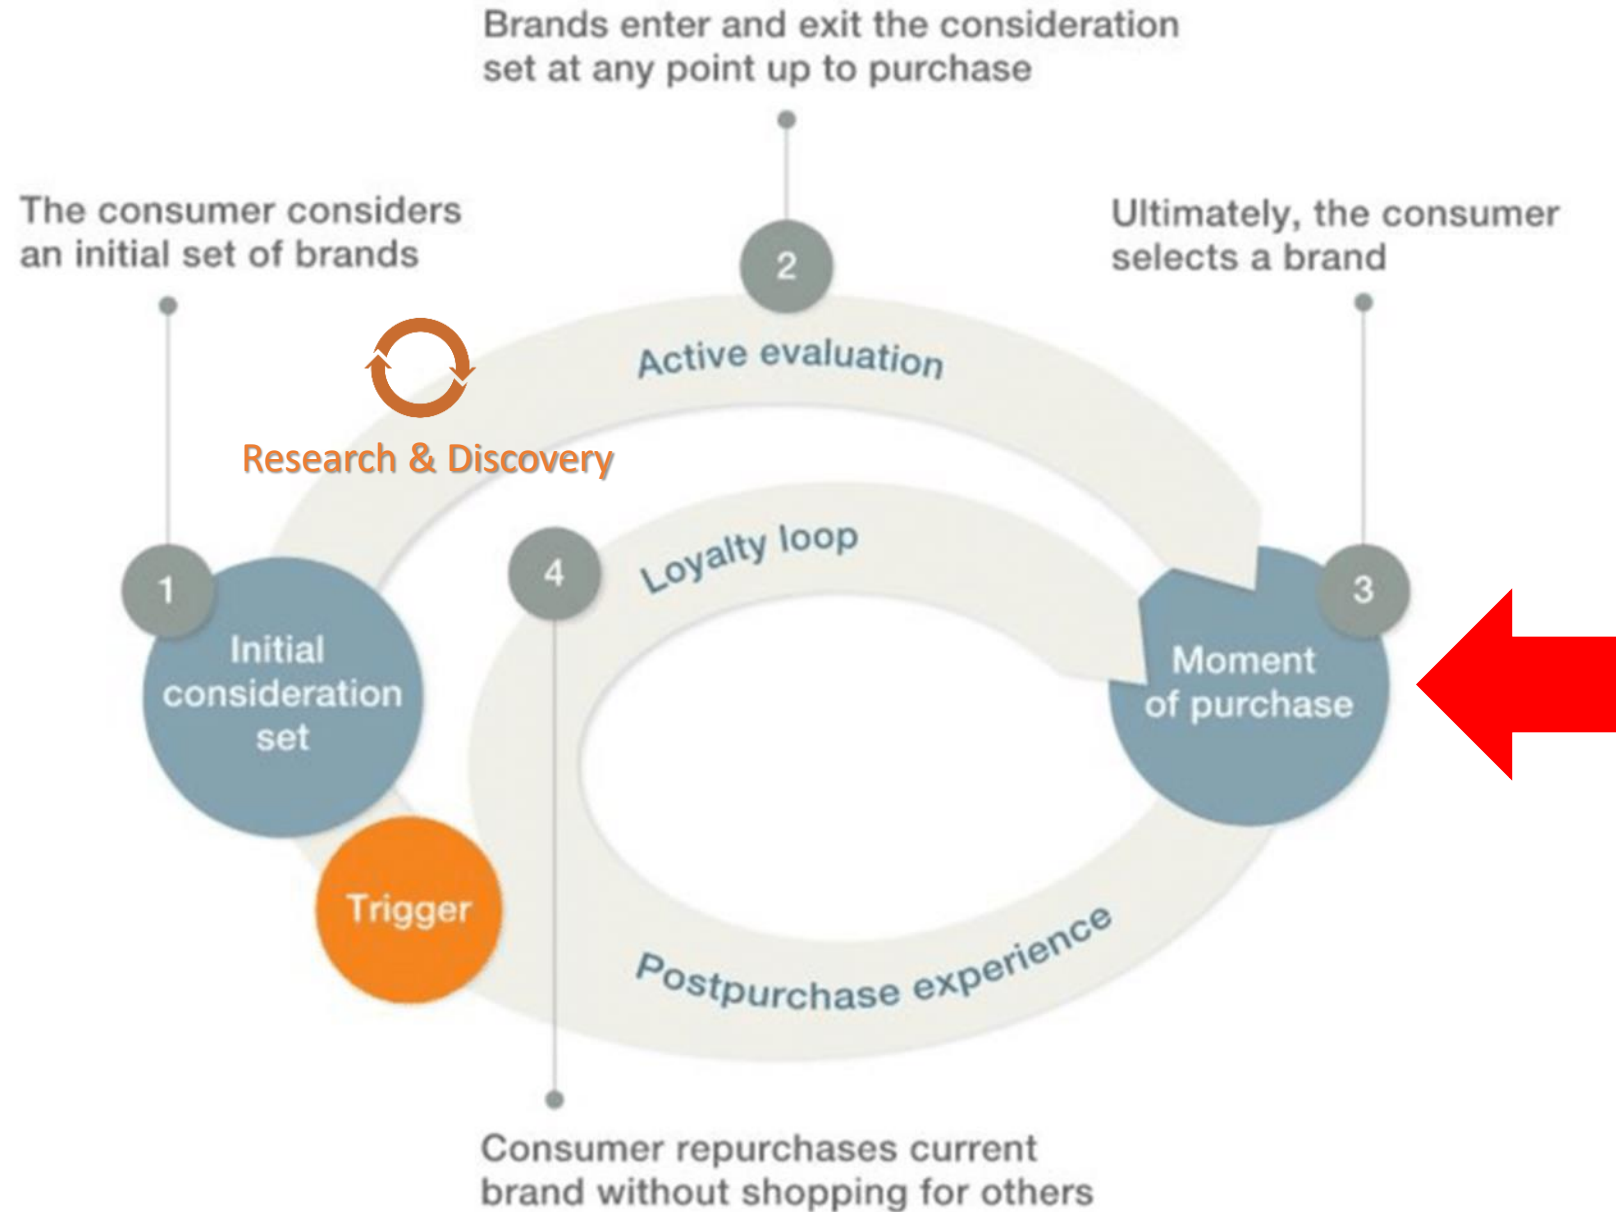 Brands enter and exit the consideration
set at any point up to purchase
The consumer considers
an initial set of brands
Ultimately, the consumer
selects a brand
2
Active evaluation
Research & Discovery
Loyalty loop
4
1
3
Initial
consideration
set
Moment
of purchase
Trigger
Postpurchase experience
Consumer repurchases current
brand without shopping for others